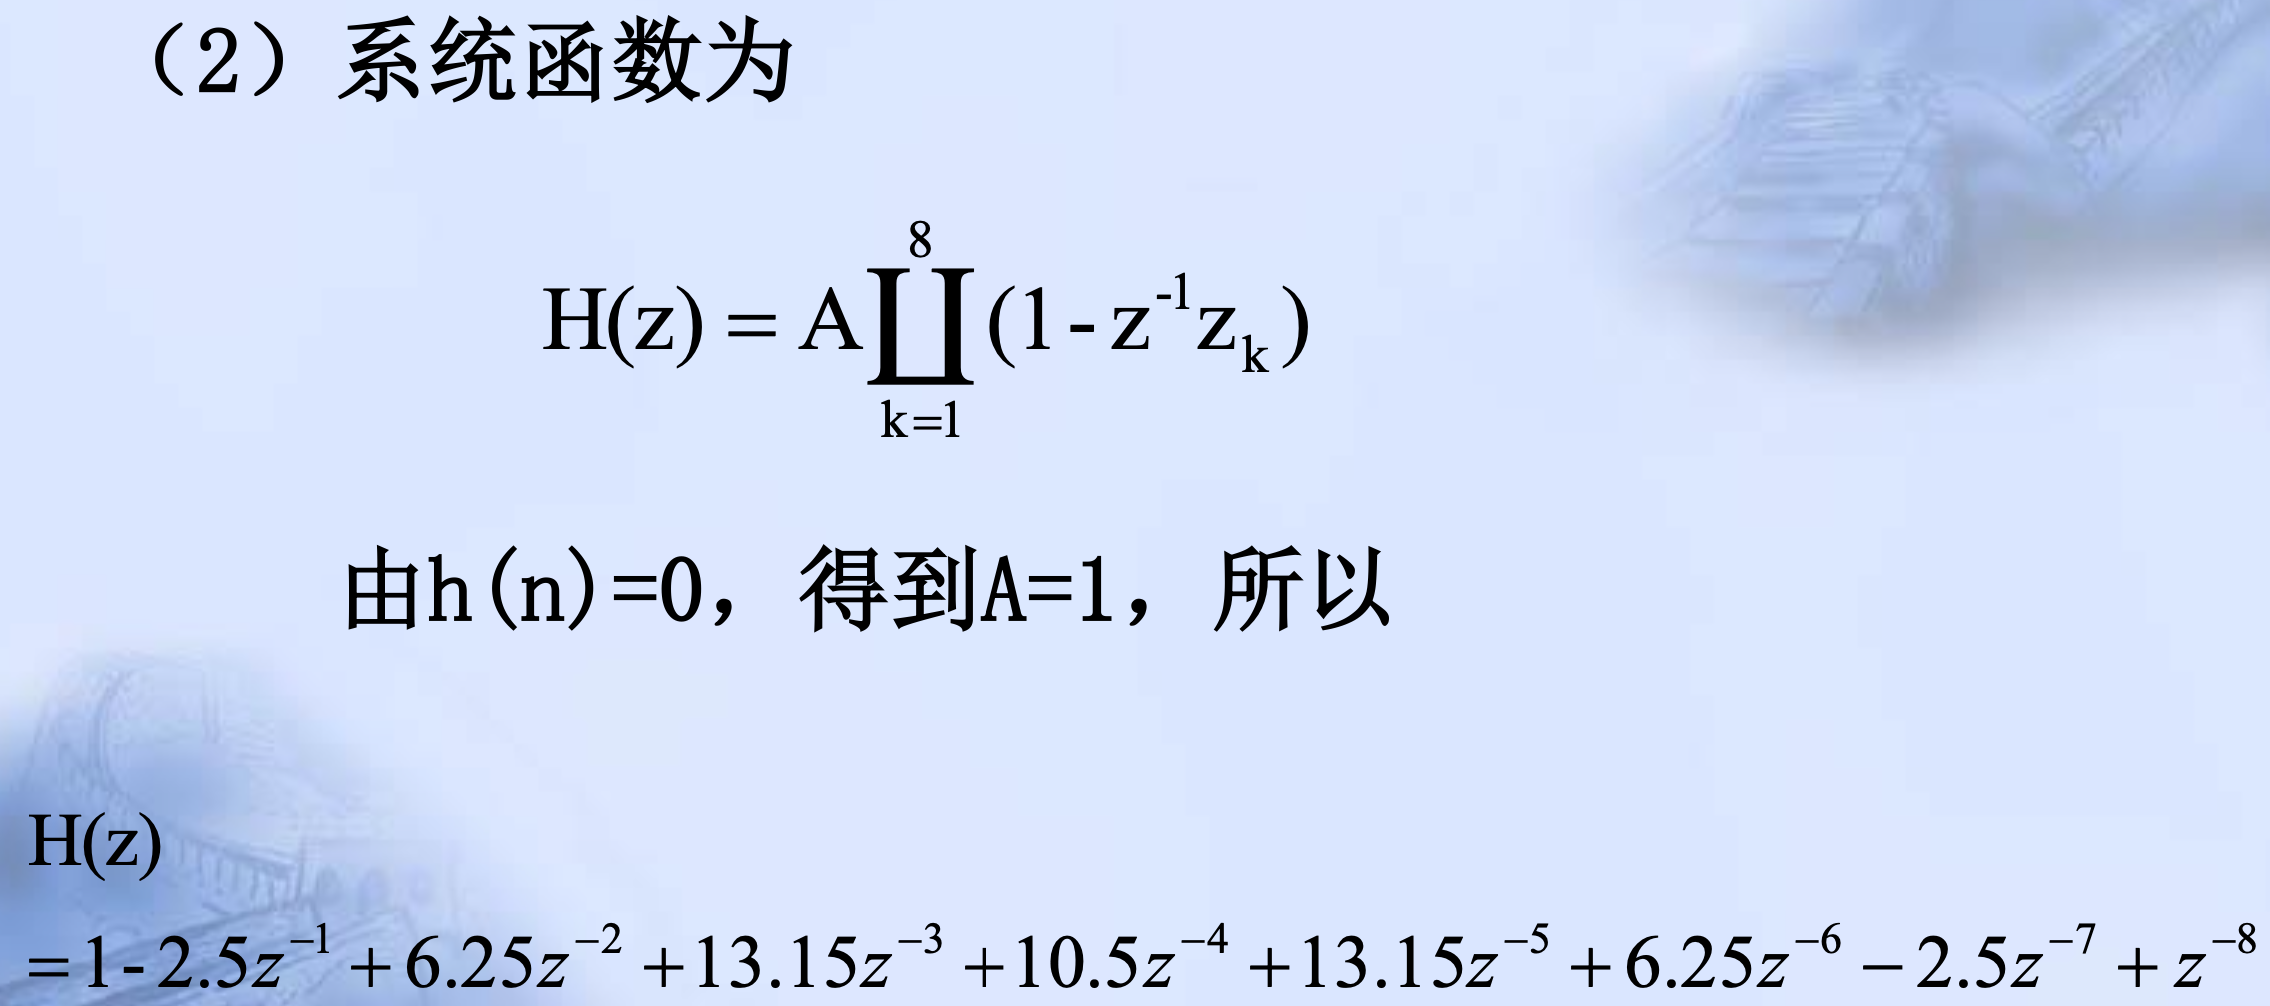 （2）系统函数为
H(z) = A∐_{k=1}^{8}(1 - z^{-1}z_k)
由h(n)=0，得到A=1，所以
H(z)
=1-2.5z^{-1}+6.25z^{-2}+13.15z^{-3}+10.5z^{-4}+13.15z^{-5}+6.25z^{-6}−2.5z^{-7}+z^{-8}